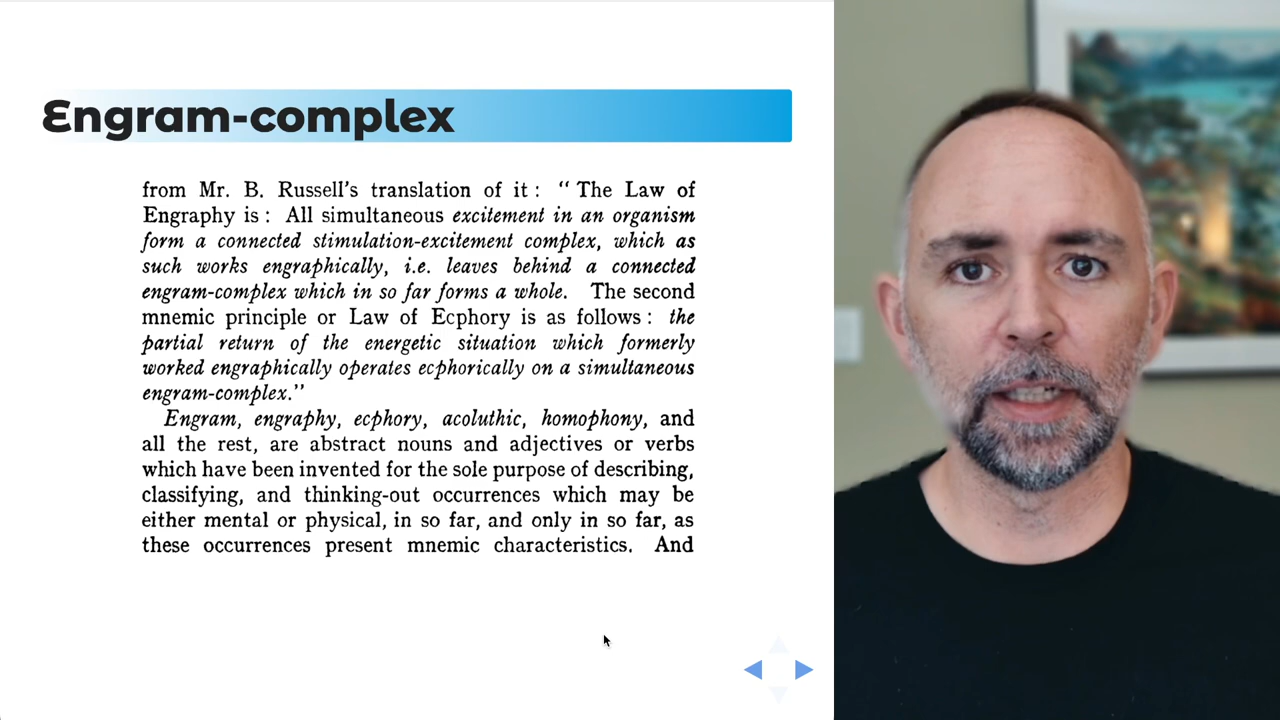 Engram-complex
from Mr. B. Russell's translation of it : “ The Law of
Engraphy is : All simultaneous excitement in an organism
form a connected stimulation-excitement complex, which as
such works engraphically, i.e. leaves behind a connected
engram-complex which in so far forms a whole. The second
mnemic principle or Law of Ecphory is as follows : the
partial return of the energetic situation which formerly
worked engraphically operates ecphorically on a simultaneous
engram-complex.”
Engram, engraphy, ecphory, acoluthic, homophony, and
all the rest, are abstract nouns and adjectives or verbs
which have been invented for the sole purpose of describing,
classifying, and thinking-out occurrences which may be
either mental or physical, in so far, and only in so far, as
these occurrences present mnemic characteristics. And